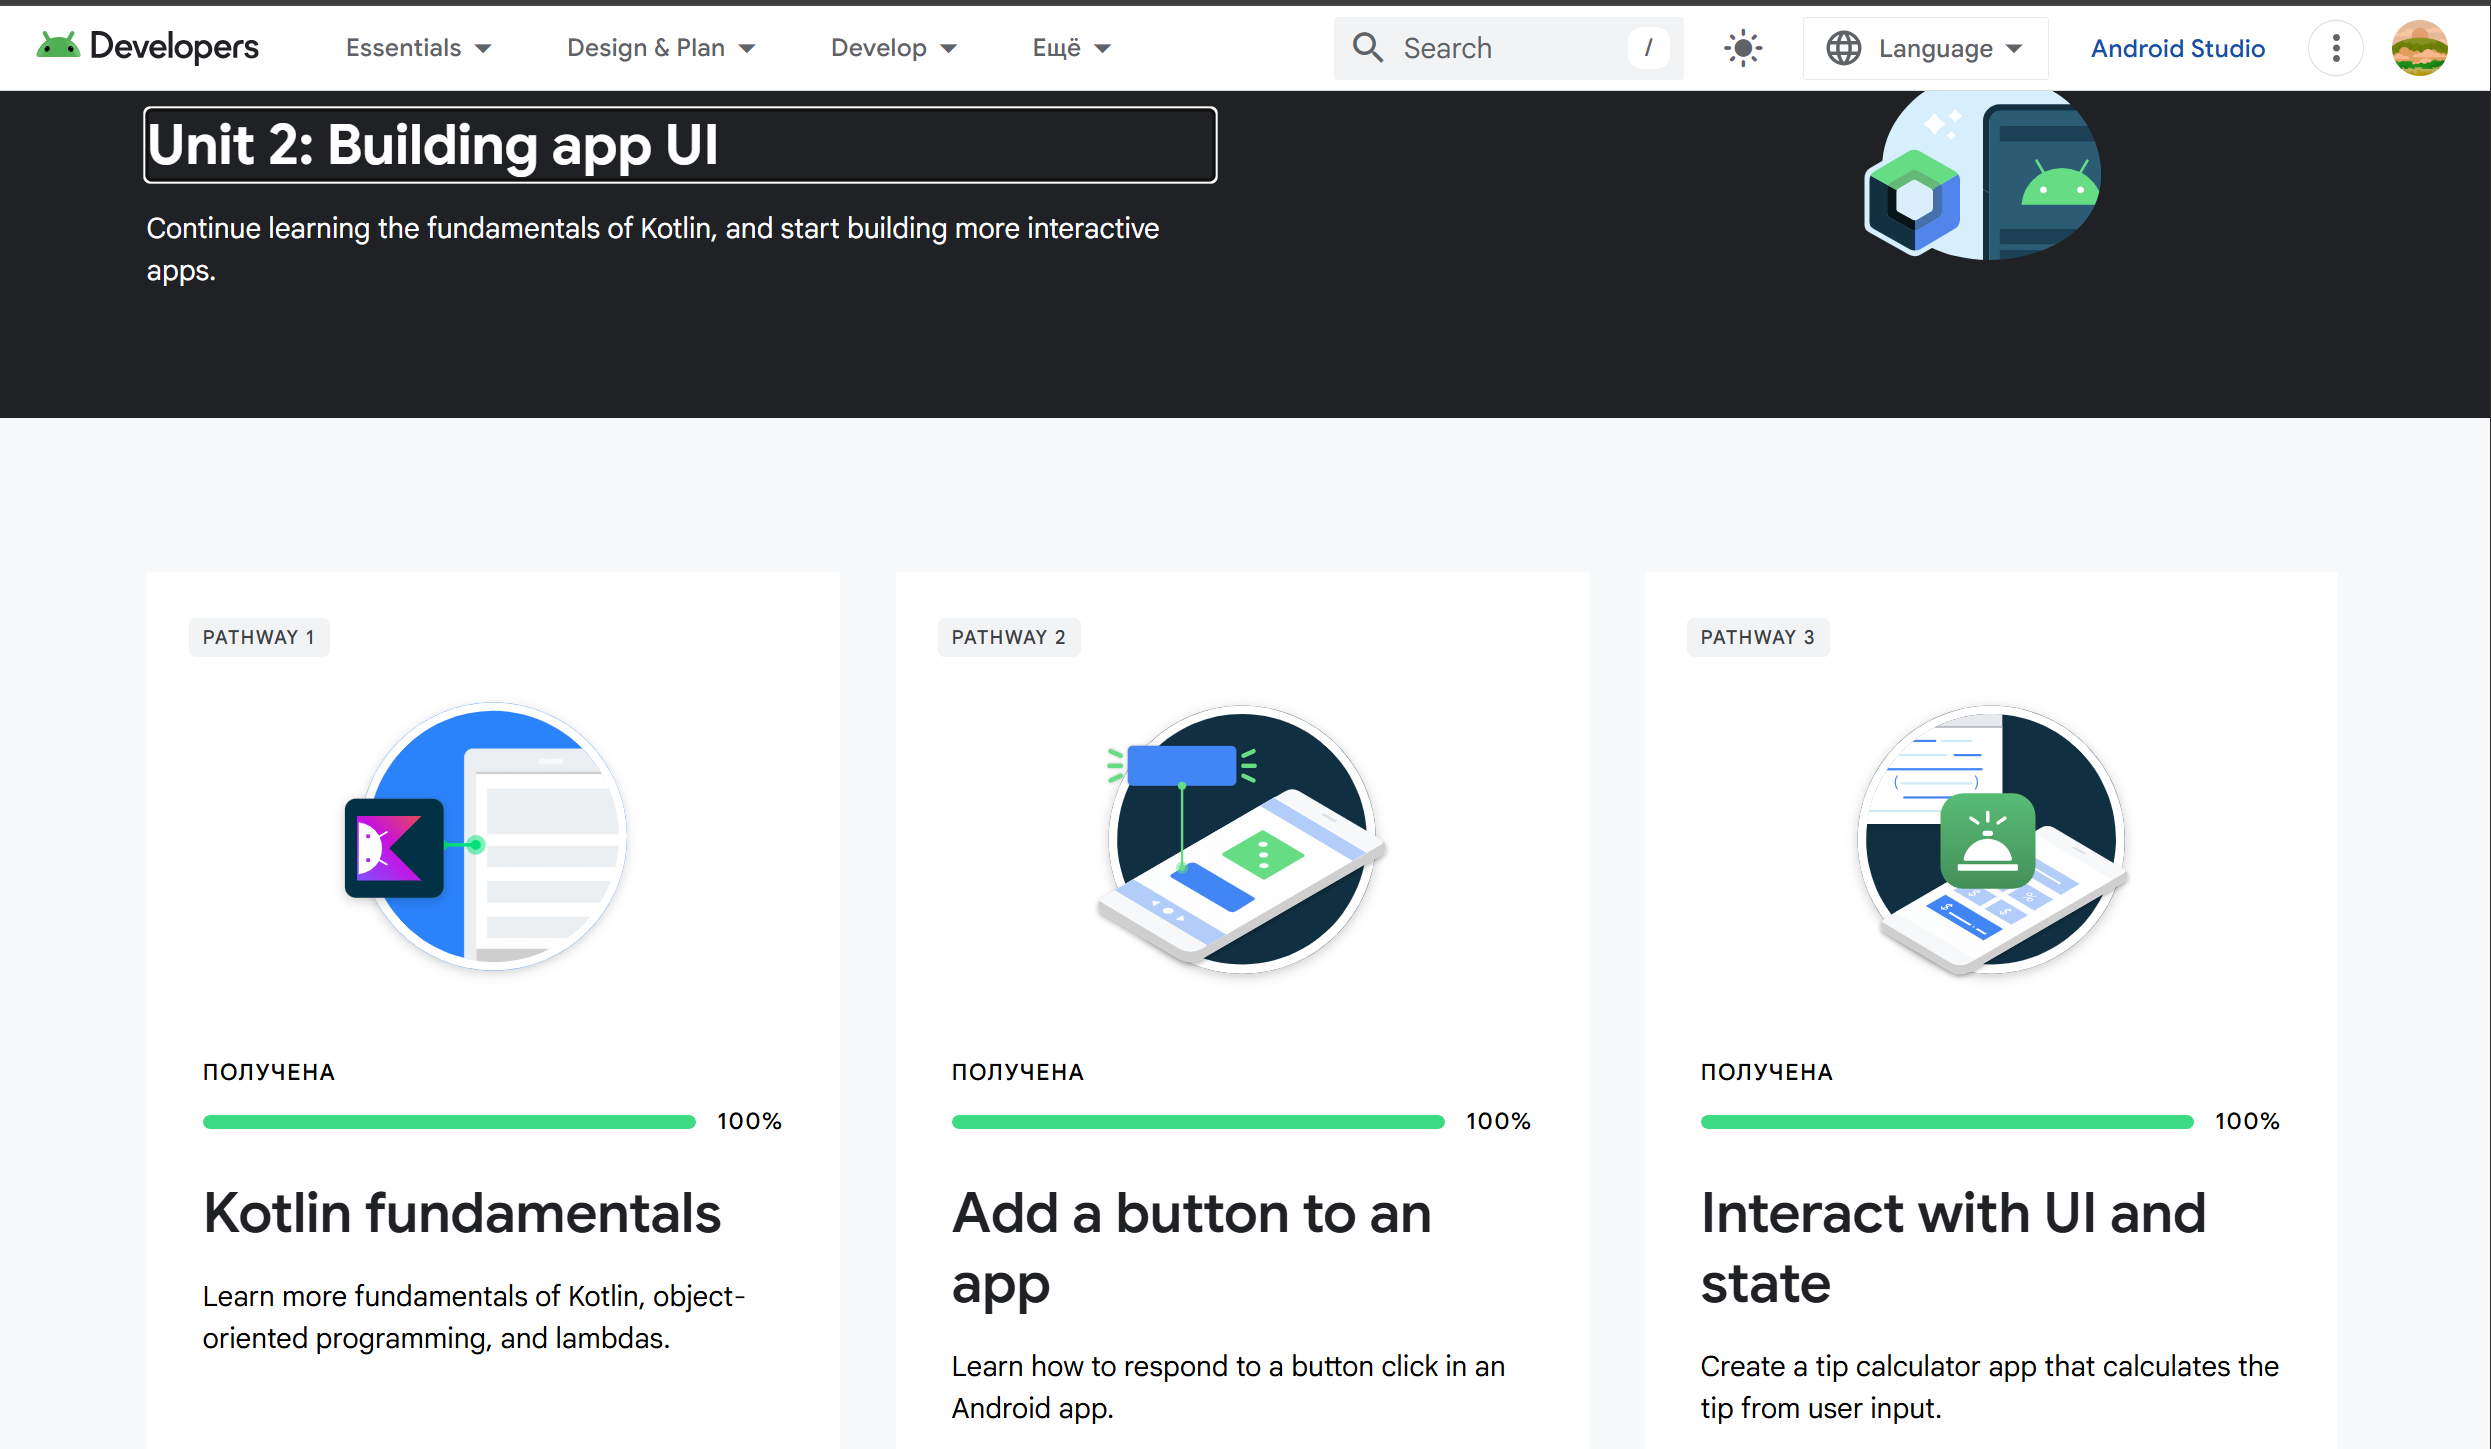 Developers Essentials Design & Plan Develop Ещё Search / Language Android Studio
Unit 2: Building app UI
Continue learning the fundamentals of Kotlin, and start building more interactive
apps.
PATHWAY 1
ПОЛУЧЕНА
100%
Kotlin fundamentals
Learn more fundamentals of Kotlin, object-
oriented programming, and lambdas.
PATHWAY 2
ПОЛУЧЕНА
100%
Add a button to an
app
Learn how to respond to a button click in an
Android app.
PATHWAY 3
ПОЛУЧЕНА
100%
Interact with UI and
state
Create a tip calculator app that calculates the
tip from user input.